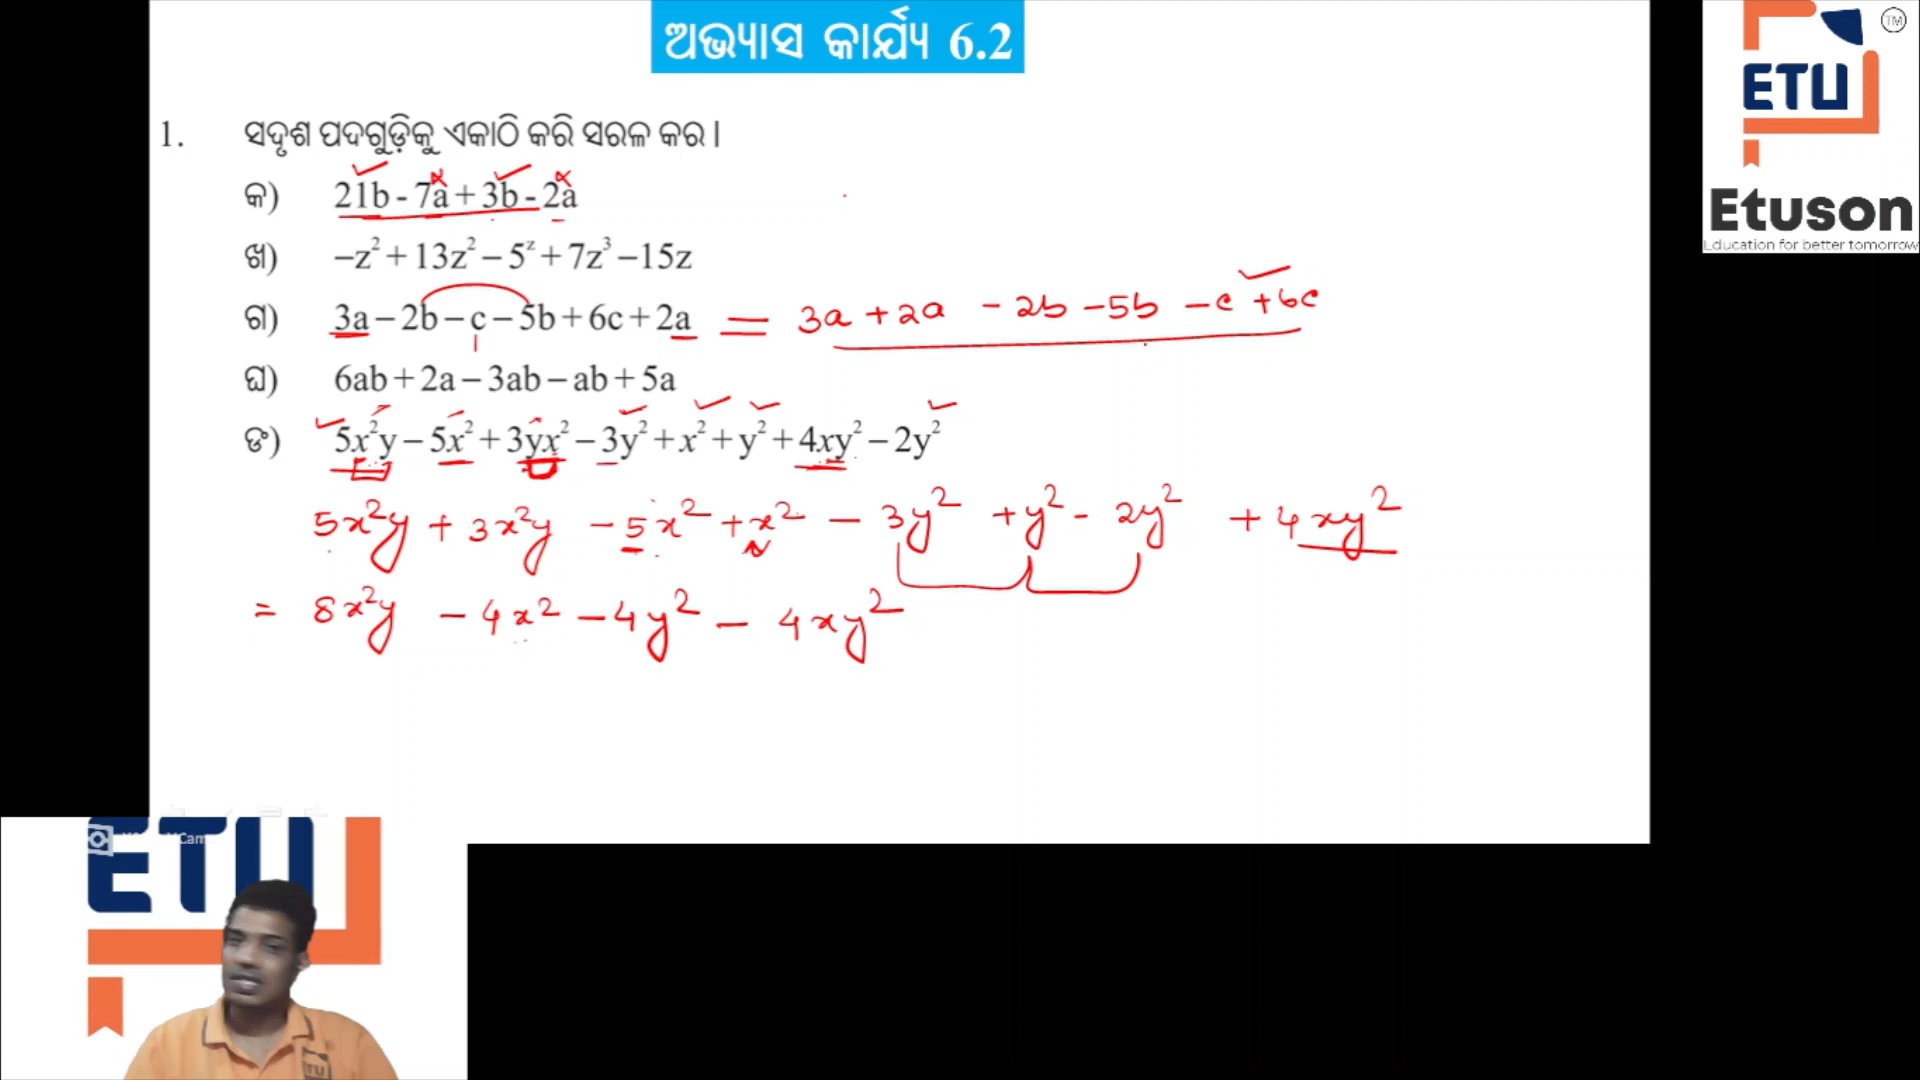 ଅଭ୍ୟାସ କାର୍ଯ୍ୟ 6.2
TM
ETU
Etuson
Education for better tomorrow
1. ସଦୃଶ ପଦଗୁଡ଼ିକୁ ଏକାଠି କରି ସରଳ କର।
କ) 21b - 7a + 3b - 2a
ଖ) –z² + 13z² – 5ᶻ + 7z³ –15z
ଗ) 3a – 2b – c – 5b + 6c + 2a = 3a + 2a - 2b - 5b - c + 6c
ଘ) 6ab + 2a – 3ab – ab + 5a
ଙ) 5x²y – 5x² + 3yx² – 3y² + x² + y² + 4xy² – 2y²
5x²y + 3x²y - 5x² + x² - 3y² + y² - 2y² + 4xy²
= 8x²y - 4x² - 4y² - 4xy²
ETU